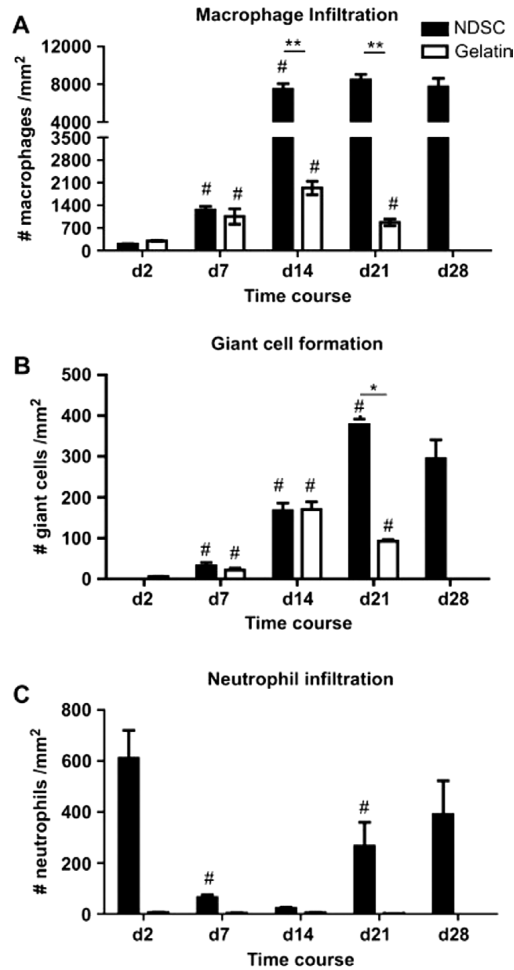 A
Macrophage Infiltration
NDSC
Gelatin
# macrophages /mm²
12000
10000
8000
6000
4000
3500
2800
2100
1400
700
0
# # # # # #
** **
d2 d7 d14 d21 d28
Time course
B
Giant cell formation
# giant cells /mm²
500
400
300
200
100
0
# # # # # #
*
d2 d7 d14 d21 d28
Time course
C
Neutrophil infiltration
# neutrophils /mm²
800
600
400
200
0
# #
d2 d7 d14 d21 d28
Time course